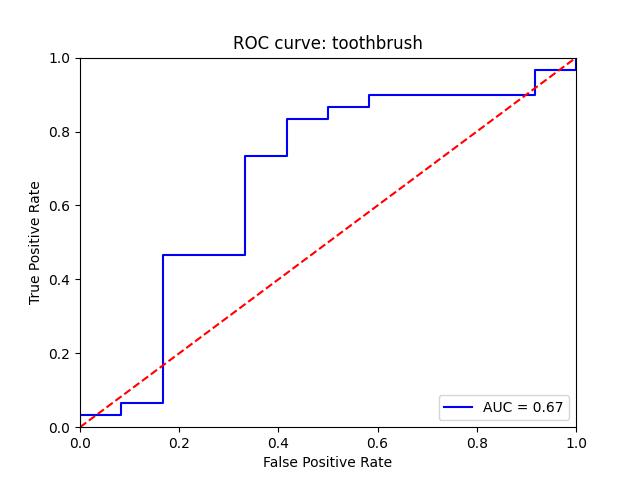 ROC curve: toothbrush
True Positive Rate
1.0
0.8
0.6
0.4
0.2
0.0
0.0 0.2 0.4 0.6 0.8 1.0
False Positive Rate
AUC = 0.67